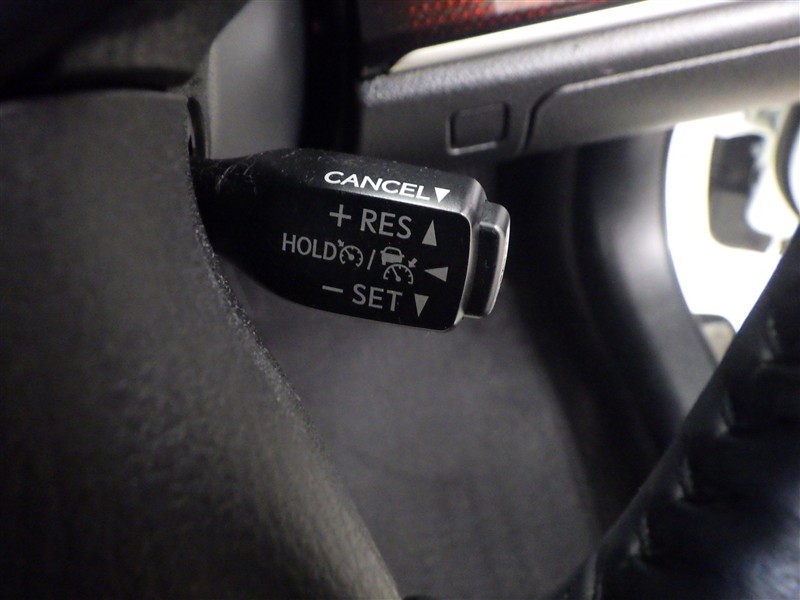 CANCEL▼
+ RES ▲
HOLD / ◀
– SET ▼